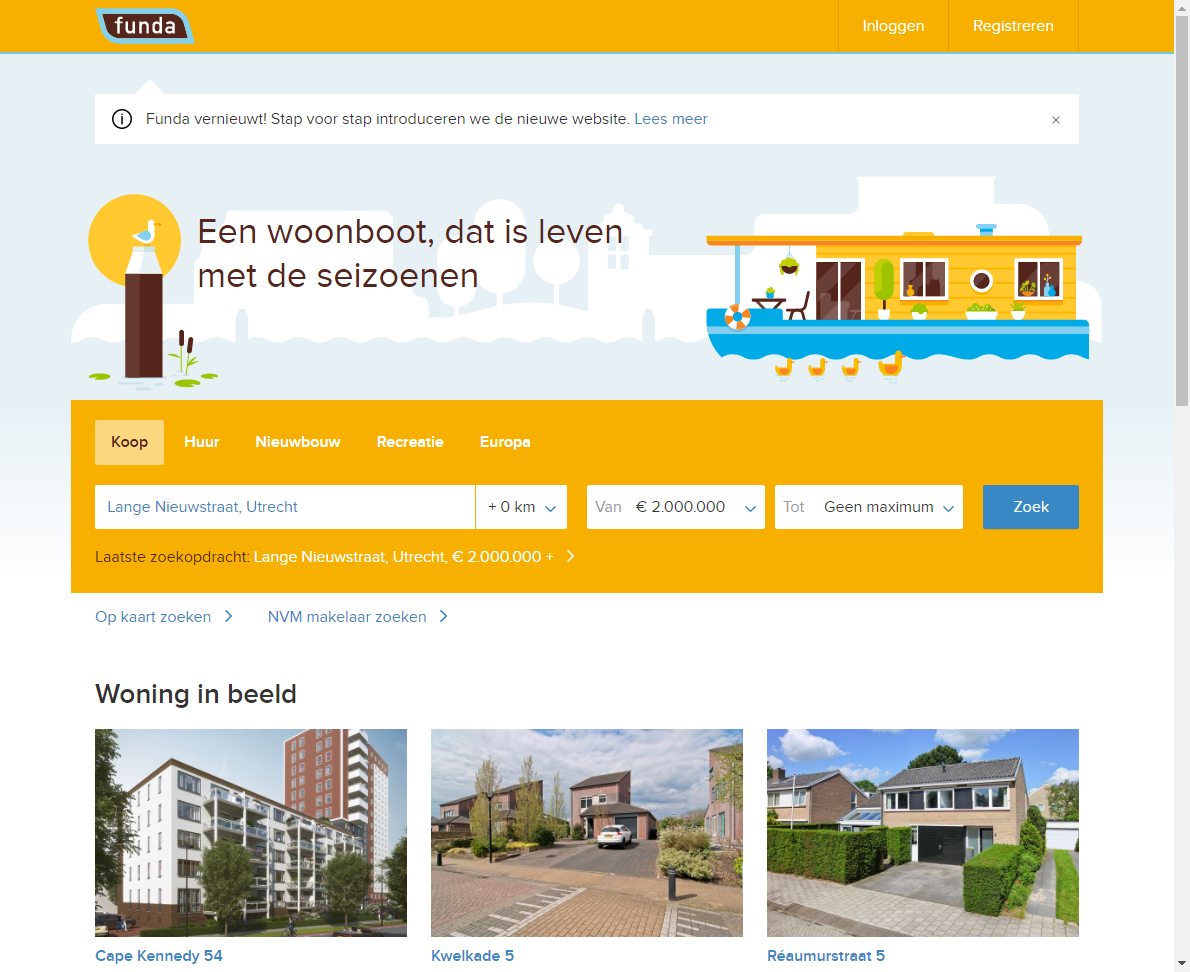 funda
Inloggen
Registreren
Funda vernieuwt! Stap voor stap introduceren we de nieuwe website. Lees meer
Een woonboot, dat is leven
met de seizoenen
Koop
Huur
Nieuwbouw
Recreatie
Europa
Lange Nieuwstraat, Utrecht
+ 0 km
Van € 2.000.000
Tot Geen maximum
Zoek
Laatste zoekopdracht: Lange Nieuwstraat, Utrecht, € 2.000.000 +
Op kaart zoeken
NVM makelaar zoeken
Woning in beeld
Cape Kennedy 54
Kwelkade 5
Réaumurstraat 5